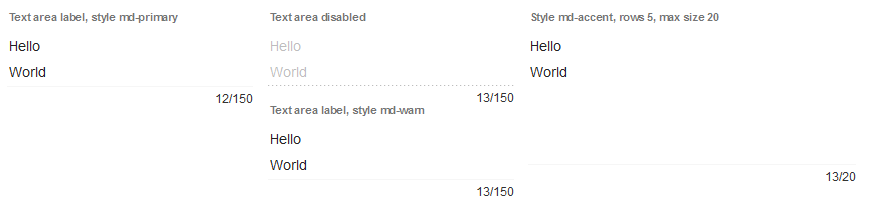 Text area label, style md-primary
Hello
World
12/150
Text area disabled
Hello
World
13/150
Text area label, style md-warn
Hello
World
13/150
Style md-accent, rows 5, max size 20
Hello
World
13/20